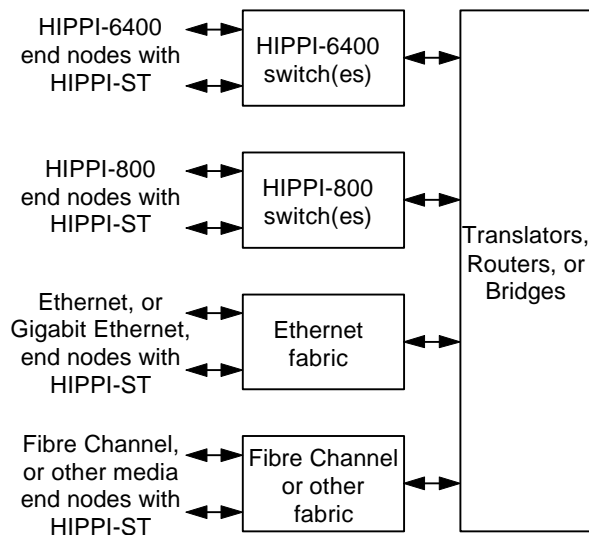 HIPPI-6400
end nodes with
HIPPI-ST
HIPPI-6400
switch(es)
HIPPI-800
end nodes with
HIPPI-ST
HIPPI-800
switch(es)
Translators,
Routers, or
Bridges
Ethernet, or
Gigabit Ethernet,
end nodes with
HIPPI-ST
Ethernet
fabric
Fibre Channel,
or other media
end nodes with
HIPPI-ST
Fibre Channel
or other
fabric